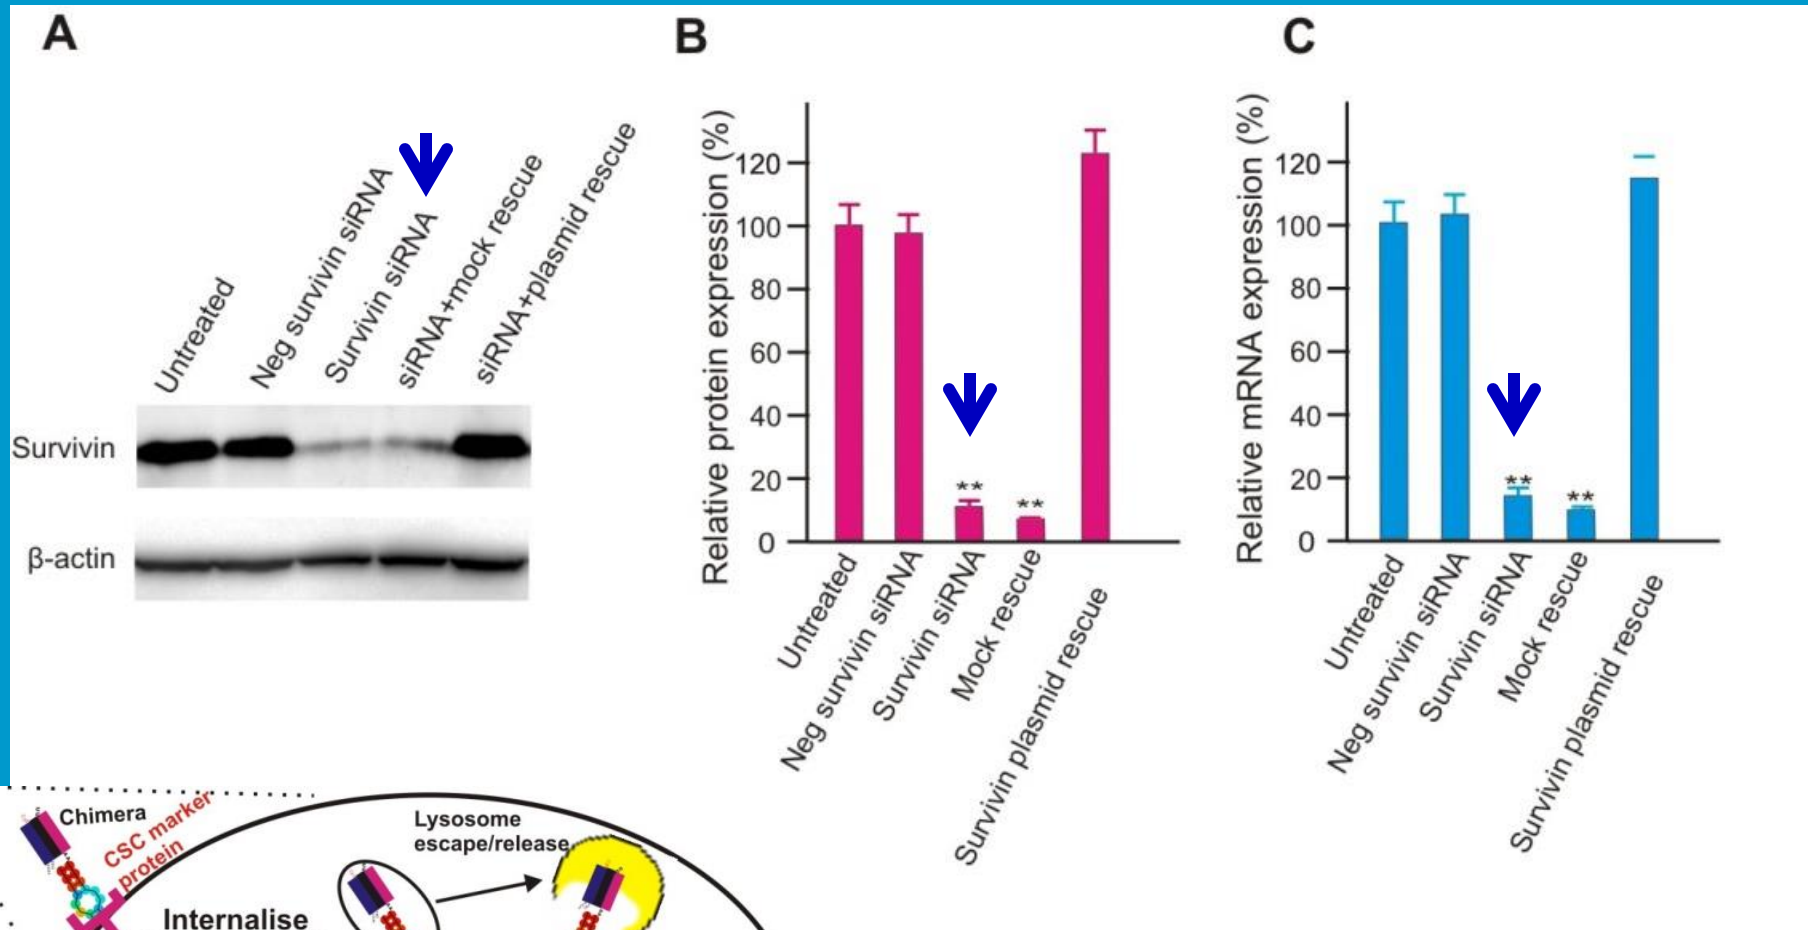 A
Untreated
Neg survivin siRNA
Survivin siRNA
siRNA+mock rescue
siRNA+plasmid rescue
Survivin
β-actin
B
Relative protein expression (%)
120
100
80
60
40
20
0
**
**
Untreated
Neg survivin siRNA
Survivin siRNA
Mock rescue
Survivin plasmid rescue
C
Relative mRNA expression (%)
120
100
80
60
40
20
0
**
**
Untreated
Neg survivin siRNA
Survivin siRNA
Mock rescue
Survivin plasmid rescue
Chimera
CSC marker
protein
Lysosome
escape/release
Internalise